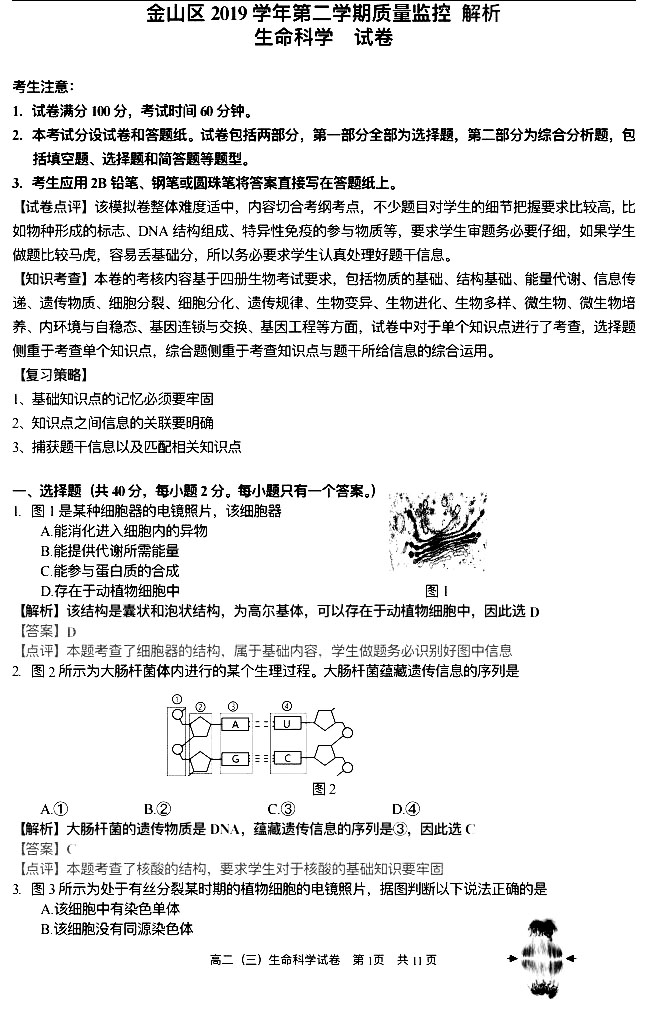 金山区 2019 学年第二学期质量监控 解析
生命科学 试卷
考生注意：
1. 试卷满分 100 分，考试时间 60 分钟。
2. 本考试分设试卷和答题纸。试卷包括两部分，第一部分全部为选择题，第二部分为综合分析题，包
括填空题、选择题和简答题等题型。
3. 考生应用 2B 铅笔、钢笔或圆珠笔将答案直接写在答题纸上。
【试卷点评】该模拟卷整体难度适中，内容切合考纲考点，不少题目对学生的细节把握要求比较高，比
如物种形成的标志、DNA 结构组成、特异性免疫的参与物质等，要求学生审题务必要仔细，如果学生
做题比较马虎，容易丢基础分，所以务必要求学生认真处理好题干信息。
【知识考查】本卷的考核内容基于四册生物考试要求，包括物质的基础、结构基础、能量代谢、信息传
递、遗传物质、细胞分裂、细胞分化、遗传规律、生物变异、生物进化、生物多样、微生物、微生物培
养、内环境与自稳态、基因连锁与交换、基因工程等方面，试卷中对于单个知识点进行了考查，选择题
侧重于考查单个知识点，综合题侧重于考查知识点与题干所给信息的综合运用。
【复习策略】
1、基础知识点的记忆必须要牢固
2、知识点之间信息的关联要明确
3、捕获题干信息以及匹配相关知识点
一、选择题（共 40 分，每小题 2 分。每小题只有一个答案。）
1. 图 1 是某种细胞器的电镜照片，该细胞器
A.能消化进入细胞内的异物
B.能提供代谢所需能量
C.能参与蛋白质的合成
D.存在于动植物细胞中
图 1
【解析】该结构是囊状和泡状结构，为高尔基体，可以存在于动植物细胞中，因此选 D
【答案】D
【点评】本题考查了细胞器的结构，属于基础内容，学生做题务必识别好图中信息
2. 图 2 所示为大肠杆菌体内进行的某个生理过程。大肠杆菌蕴藏遗传信息的序列是
① ② ③ ④
A U
G C
图 2
A.① B.② C.③ D.④
【解析】大肠杆菌的遗传物质是 DNA，蕴藏遗传信息的序列是③，因此选 C
【答案】C
【点评】本题考查了核酸的结构，要求学生对于核酸的基础知识要牢固
3. 图 3 所示为处于有丝分裂某时期的植物细胞的电镜照片，据图判断以下说法正确的是
A.该细胞中有染色单体
B.该细胞没有同源染色体
高二（三）生命科学试卷 第 1页 共 11 页